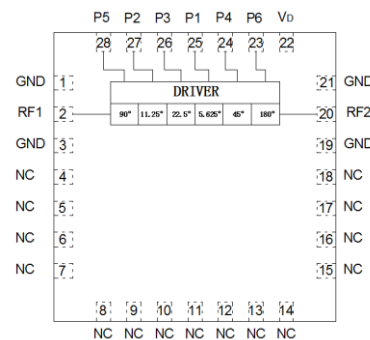 P5 P2 P3 P1 P4 P6 VD
28 27 26 25 24 23 22
GND 1 21 GND
DRIVER
RF1 2 90° 11.25° 22.5° 5.625° 45° 180° 20 RF2
GND 3 19 GND
NC 4 18 NC
NC 5 17 NC
NC 6 16 NC
NC 7 15 NC
8 9 10 11 12 13 14
NC NC NC NC NC NC NC